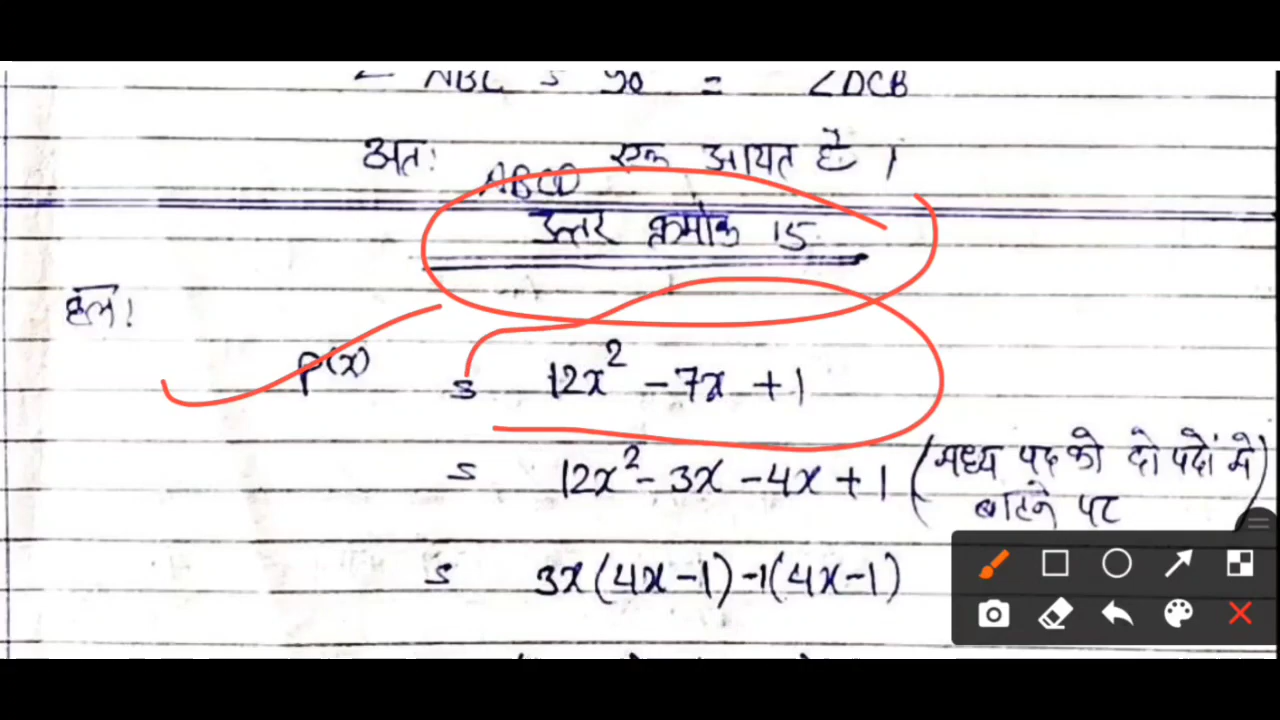 ∠ ABC = 90 = ∠DCB
अतः ABCD एक आयत है ।
उत्तर क्रमांक 15
हल।
P(x) = 12x² - 7x + 1
= 12x² - 3x - 4x + 1 (मध्य पद को दो पदों में
बाटने पर)
= 3x(4x-1) -1(4x-1)